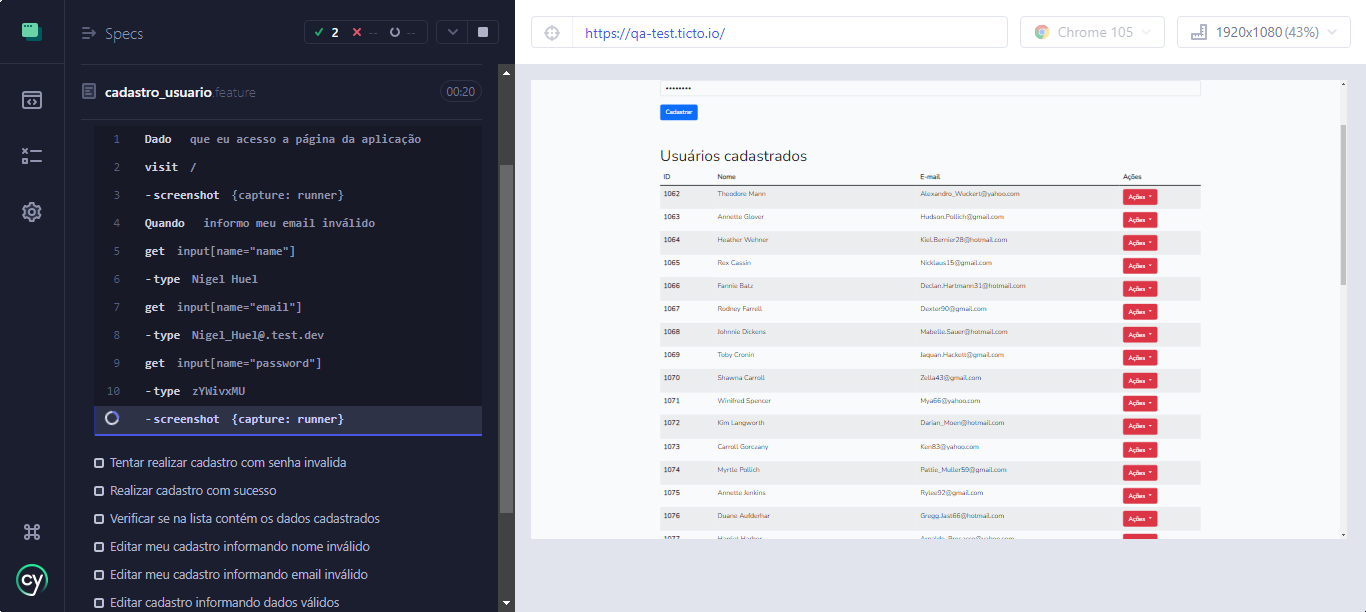 Specs
2 -- --
cadastro_usuario.feature 00:20
1 Dado que eu acesso a página da aplicação
2 visit /
3 -screenshot {capture: runner}
4 Quando informo meu email inválido
5 get input[name="name"]
6 -type Nigel Huel
7 get input[name="email"]
8 -type Nigel_Huel@.test.dev
9 get input[name="password"]
10 -type zYWivxMU
-screenshot {capture: runner}
Tentar realizar cadastro com senha invalida
Realizar cadastro com sucesso
Verificar se na lista contém os dados cadastrados
Editar meu cadastro informando nome inválido
Editar meu cadastro informando email inválido
Editar cadastro informando dados válidos
cy
https://qa-test.ticto.io/ Chrome 105 1920x1080 (43%)
••••••••
Cadastrar
Usuários cadastrados
ID Nome E-mail Ações
1062 Theodore Mann Alexandro_Wuckert@yahoo.com Ações
1063 Annette Glover Hudson.Pollich@gmail.com Ações
1064 Heather Wehner Kiel.Bernier28@hotmail.com Ações
1065 Rex Cassin Nicklaus15@gmail.com Ações
1066 Fannie Batz Declan.Hartmann31@hotmail.com Ações
1067 Rodney Farrell Dexter90@gmail.com Ações
1068 Johnnie Dickens Mabelle.Sauer@hotmail.com Ações
1069 Toby Cronin Jaquan.Hackett@gmail.com Ações
1070 Shawna Carroll Zella43@gmail.com Ações
1071 Winifred Spencer Mya66@yahoo.com Ações
1072 Kim Langworth Darian_Moen@hotmail.com Ações
1073 Carroll Gorczany Ken83@yahoo.com Ações
1074 Myrtle Pollich Pattie_Muller59@gmail.com Ações
1075 Annette Jenkins Rylee92@gmail.com Ações
1076 Duane Aufderhar Gregg.Jast66@hotmail.com Ações
1077 Harriet Harber